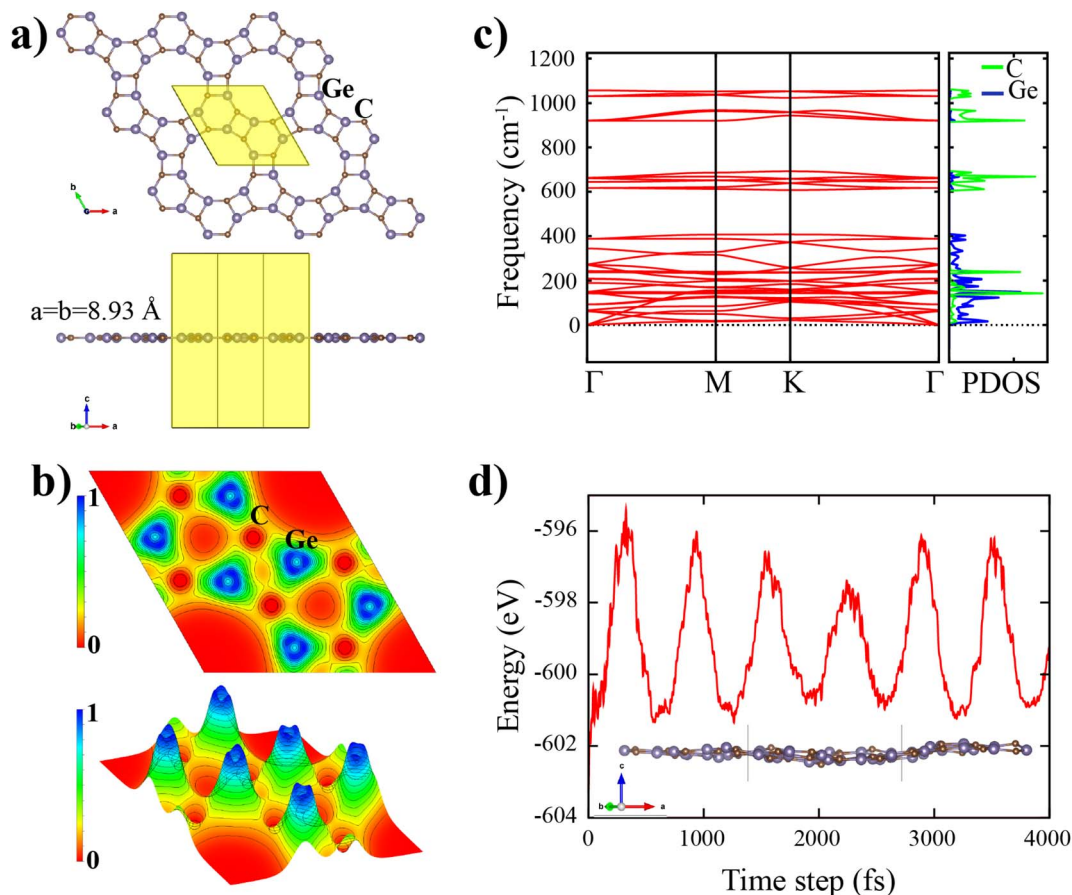 a)
Ge
C
b
a
a=b=8.93 Å
c
b
a
b)
1
0
C
Ge
1
0
c)
Frequency (cm⁻¹)
1200
1000
800
600
400
200
0
Γ M K Γ
C
Ge
PDOS
d)
Energy (eV)
-596
-598
-600
-602
-604
c
b
a
0 1000 2000 3000 4000
Time step (fs)